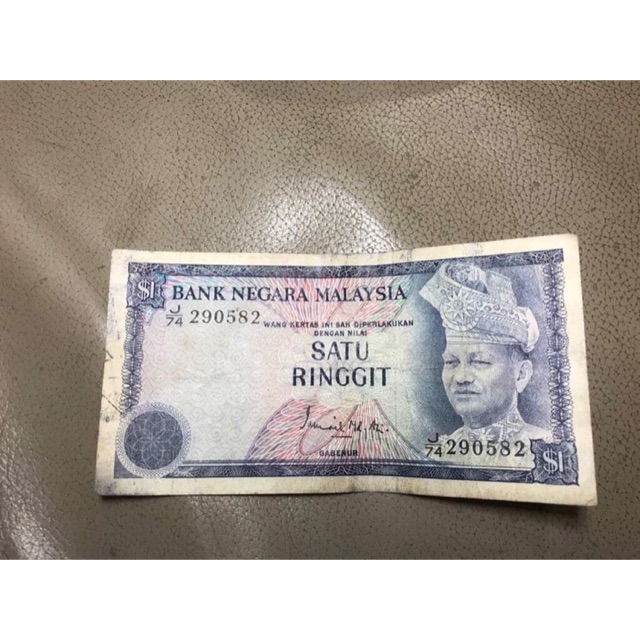 $1
BANK NEGARA MALAYSIA
J/74 290582
WANG KERTAS INI SAH DIPERLAKUKAN
DENGAN NILAI
SATU
RINGGIT
GABENUR
J/74 290582
$1